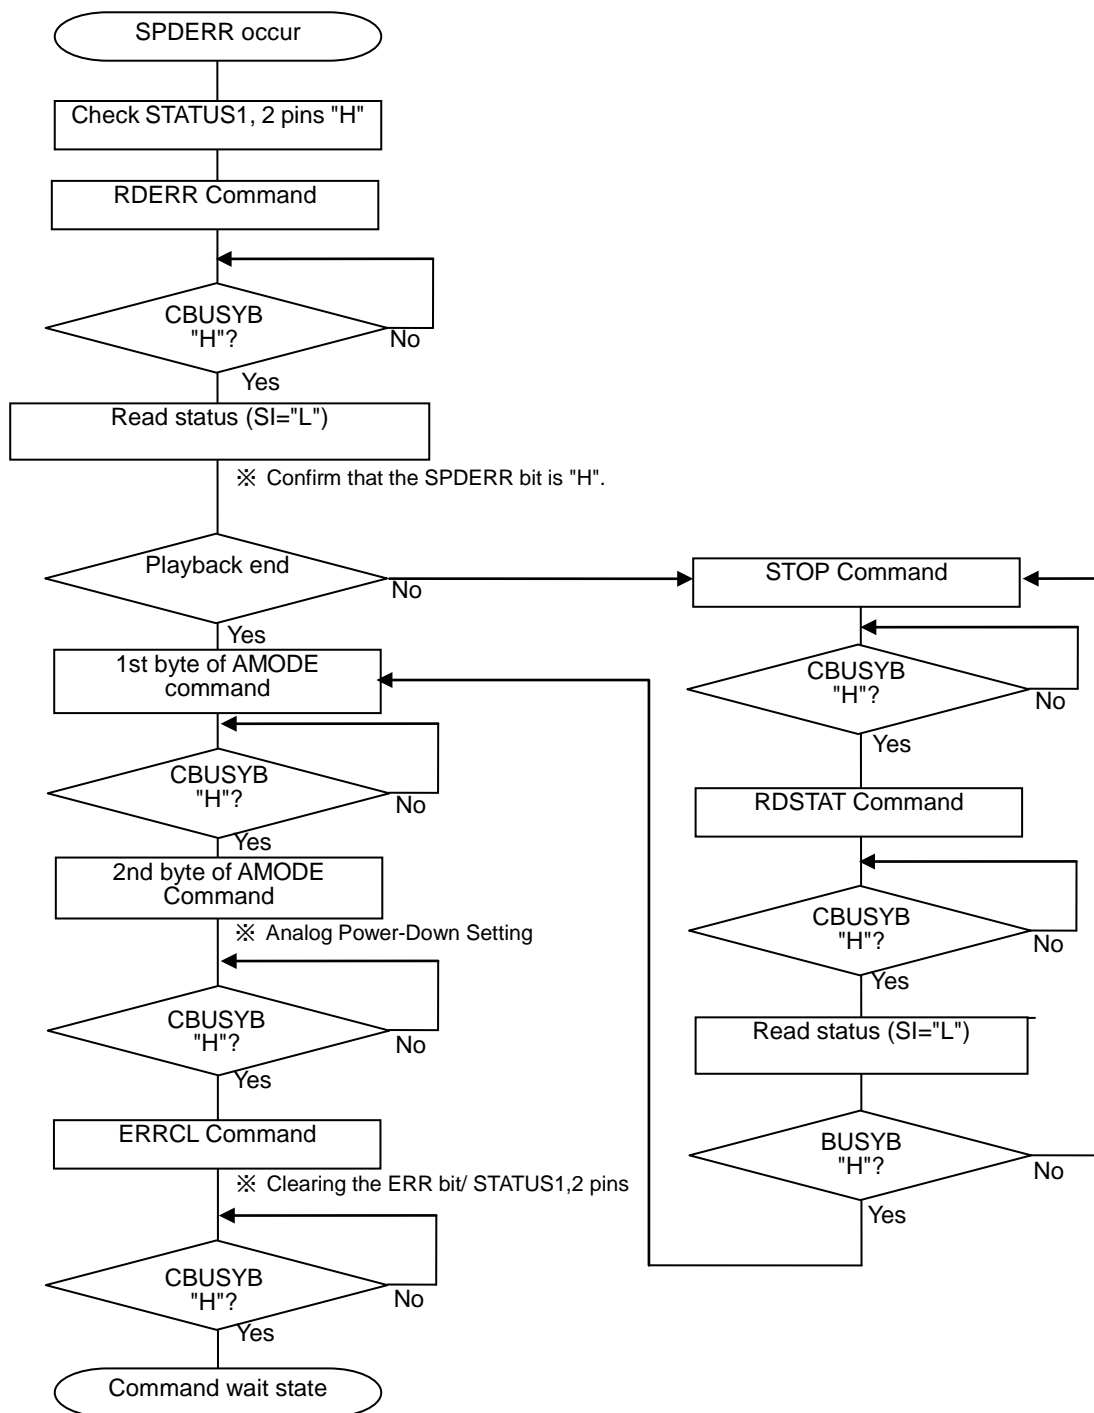 SPDERR occur
Check STATUS1, 2 pins "H"
RDERR Command
CBUSYB
"H"?
No
Yes
Read status (SI="L")
※ Confirm that the SPDERR bit is "H".
Playback end
No
Yes
1st byte of AMODE
command
CBUSYB
"H"?
No
Yes
2nd byte of AMODE
Command
※ Analog Power-Down Setting
CBUSYB
"H"?
No
Yes
ERRCL Command
※ Clearing the ERR bit/ STATUS1,2 pins
CBUSYB
"H"?
No
Yes
Command wait state
STOP Command
CBUSYB
"H"?
No
Yes
RDSTAT Command
CBUSYB
"H"?
No
Yes
Read status (SI="L")
BUSYB
"H"?
No
Yes